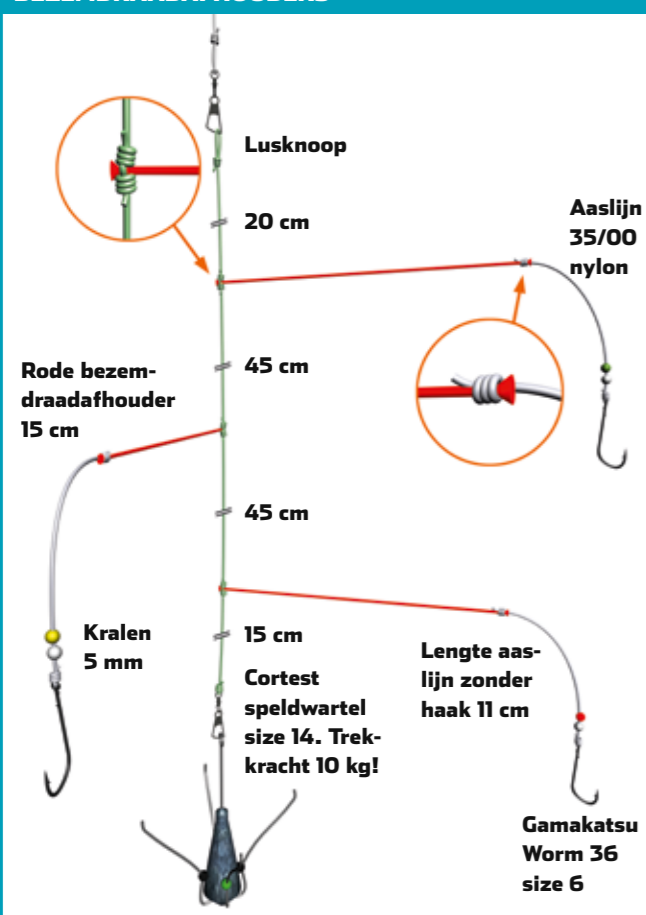 BEZEMDRAADAFHOUDERS
Lusknoop
20 cm
Aaslijn
35/00
nylon
45 cm
Rode bezem-
draadafhouder
15 cm
45 cm
Kralen
5 mm
15 cm
Lengte aas-
lijn zonder
haak 11 cm
Cortest
speldwartel
size 14. Trek-
kracht 10 kg!
Gamakatsu
Worm 36
size 6